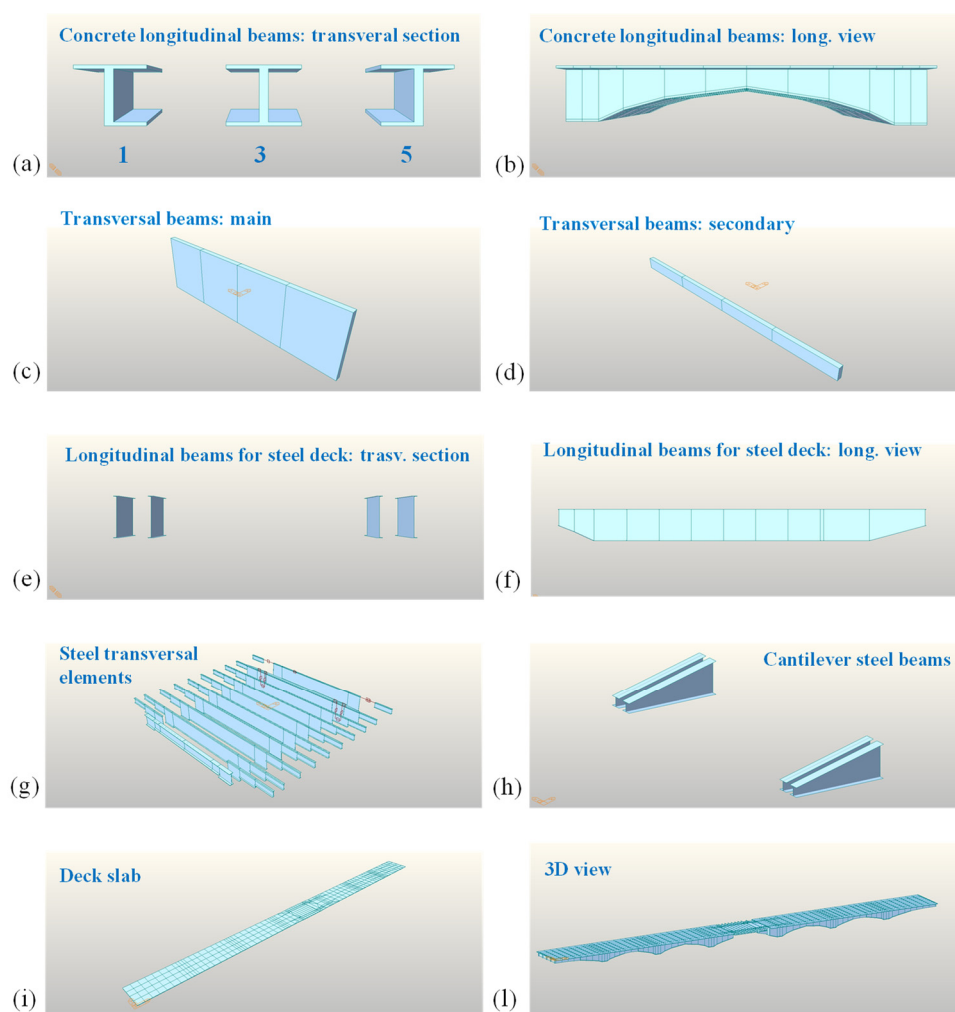 Concrete longitudinal beams: transveral section
1 3 5
(a)
Concrete longitudinal beams: long. view
(b)
Transversal beams: main
(c)
Transversal beams: secondary
(d)
Longitudinal beams for steel deck: trasv. section
(e)
Longitudinal beams for steel deck: long. view
(f)
Steel transversal
elements
(g)
Cantilever steel beams
(h)
Deck slab
(i)
3D view
(l)